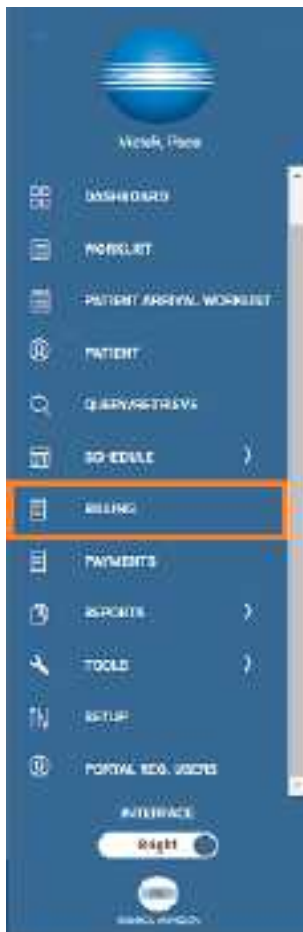 DASHBOARD
WORKLIST
PATIENT ARRIVAL WORKLIST
PATIENT
QUERY/RETRIEVE
SCHEDULE
BILLING
PAYMENTS
REPORTS
TOOLS
SETUP
PORTAL REG. USERS
INTERFACE
Bright